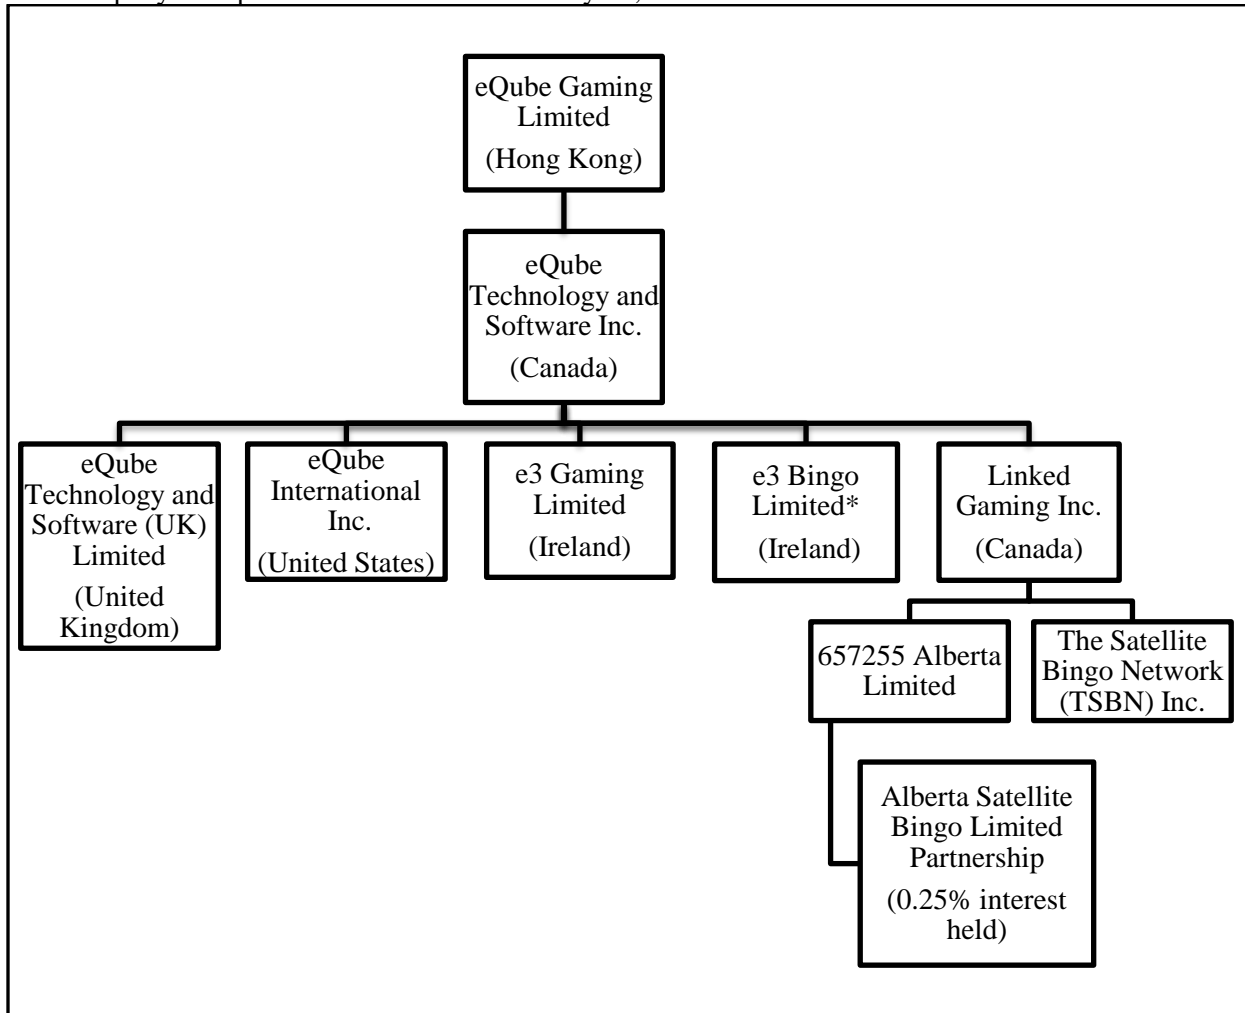 eQube Gaming
Limited
(Hong Kong)
eQube
Technology and
Software Inc.
(Canada)
eQube
Technology and
Software (UK)
Limited
(United
Kingdom)
eQube
International
Inc.
(United States)
e3 Gaming
Limited
(Ireland)
e3 Bingo
Limited*
(Ireland)
Linked
Gaming Inc.
(Canada)
657255 Alberta
Limited
The Satellite
Bingo Network
(TSBN) Inc.
Alberta Satellite
Bingo Limited
Partnership
(0.25% interest
held)